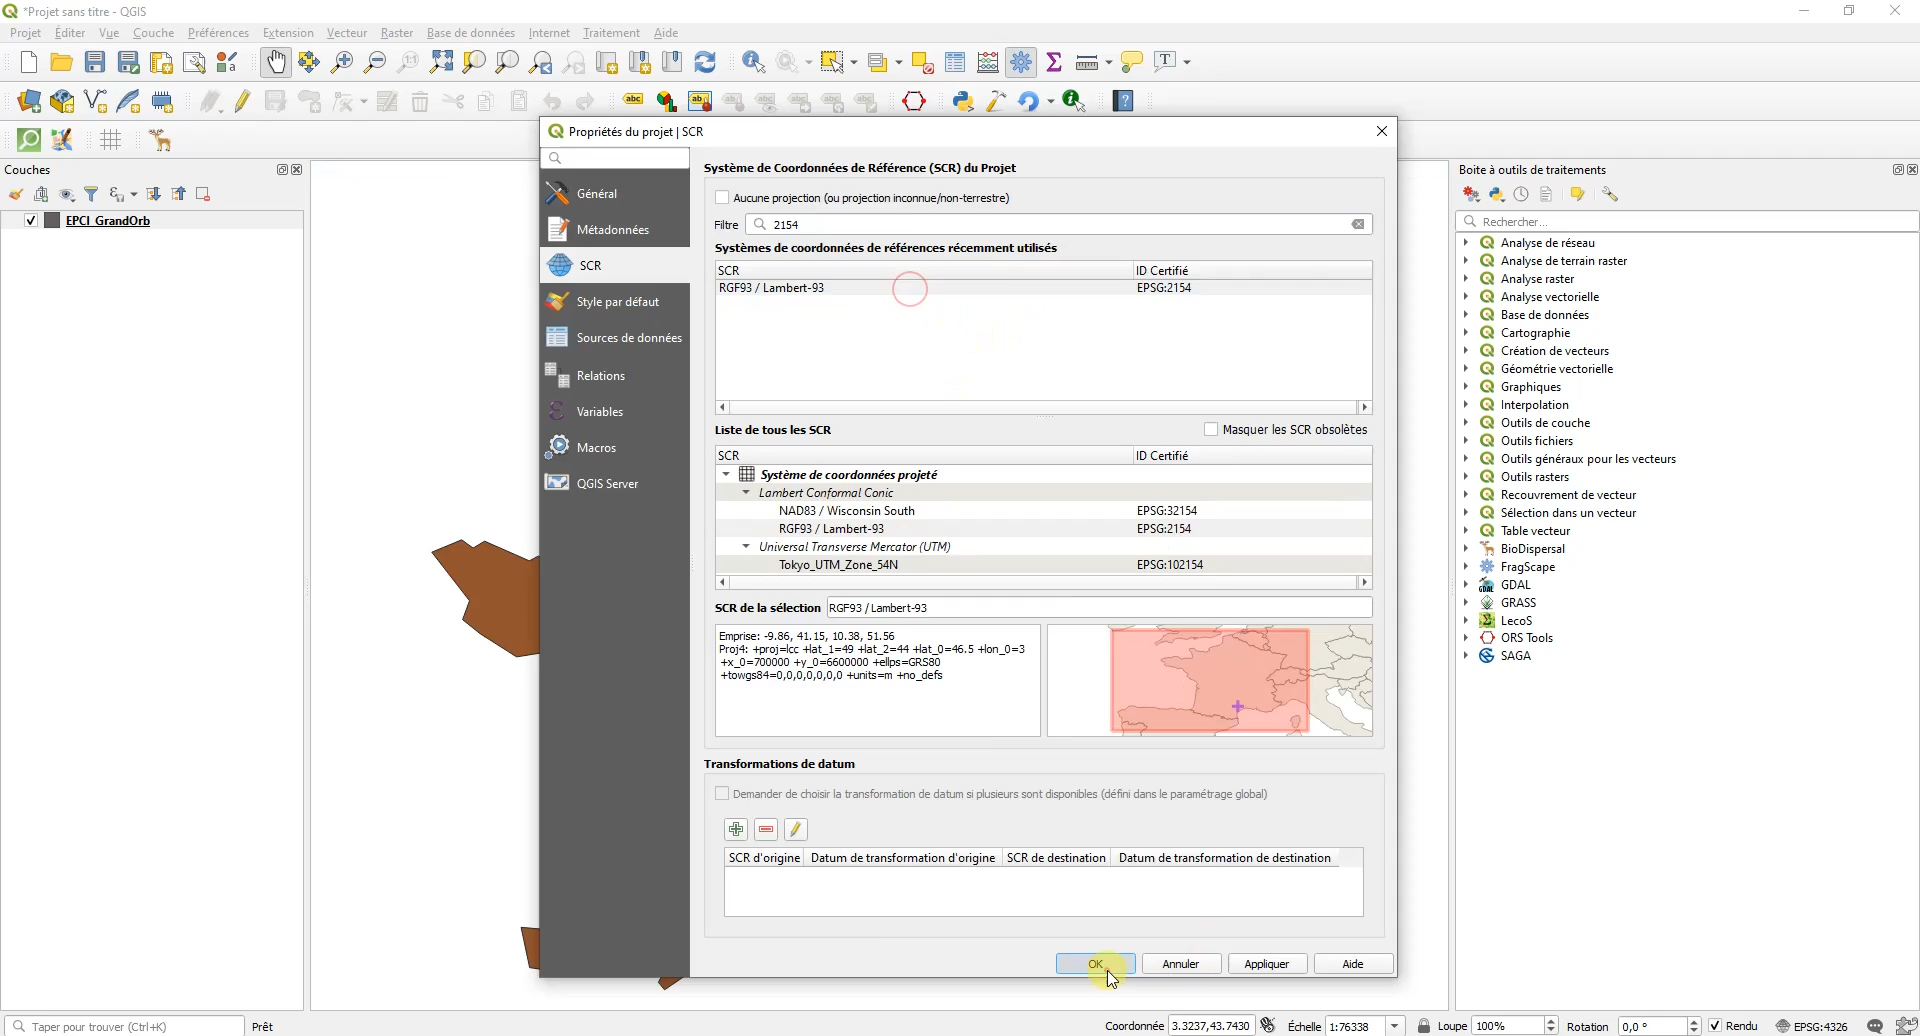 *Projet sans titre - QGIS
Projet Éditer Vue Couche Préférences Extension Vecteur Raster Base de données Internet Traitement Aide
Couches
EPCI_GrandOrb
Propriétés du projet | SCR
Général
Métadonnées
SCR
Style par défaut
Sources de données
Relations
Variables
Macros
QGIS Server
Système de Coordonnées de Référence (SCR) du Projet
Aucune projection (ou projection inconnue/non-terrestre)
Filtre 2154
Systèmes de coordonnées de références récemment utilisés
SCR ID Certifié
RGF93 / Lambert-93 EPSG:2154
Liste de tous les SCR Masquer les SCR obsolètes
SCR ID Certifié
Système de coordonnées projeté
Lambert Conformal Conic
NAD83 / Wisconsin South EPSG:32154
RGF93 / Lambert-93 EPSG:2154
Universal Transverse Mercator (UTM)
Tokyo_UTM_Zone_54N EPSG:102154
SCR de la sélection RGF93 / Lambert-93
Emprise: -9.86, 41.15, 10.38, 51.56
Proj4: +proj=lcc +lat_1=49 +lat_2=44 +lat_0=46.5 +lon_0=3
+x_0=700000 +y_0=6600000 +ellps=GRS80
+towgs84=0,0,0,0,0,0,0 +units=m +no_defs
Transformations de datum
Demander de choisir la transformation de datum si plusieurs sont disponibles (défini dans le paramétrage global)
SCR d'origine Datum de transformation d'origine SCR de destination Datum de transformation de destination
OK Annuler Appliquer Aide
Boite à outils de traitements
Rechercher...
Analyse de réseau
Analyse de terrain raster
Analyse raster
Analyse vectorielle
Base de données
Cartographie
Création de vecteurs
Géométrie vectorielle
Graphiques
Interpolation
Outils de couche
Outils fichiers
Outils généraux pour les vecteurs
Outils rasters
Recouvrement de vecteur
Sélection dans un vecteur
Table vecteur
BioDispersal
FragScape
GDAL
GRASS
LecoS
ORS Tools
SAGA
Taper pour trouver (Ctrl+K) Prêt Coordonnée 3.3237,43.7430 Échelle 1:76338 Loupe 100% Rotation 0,0 ° Rendu EPSG:4326